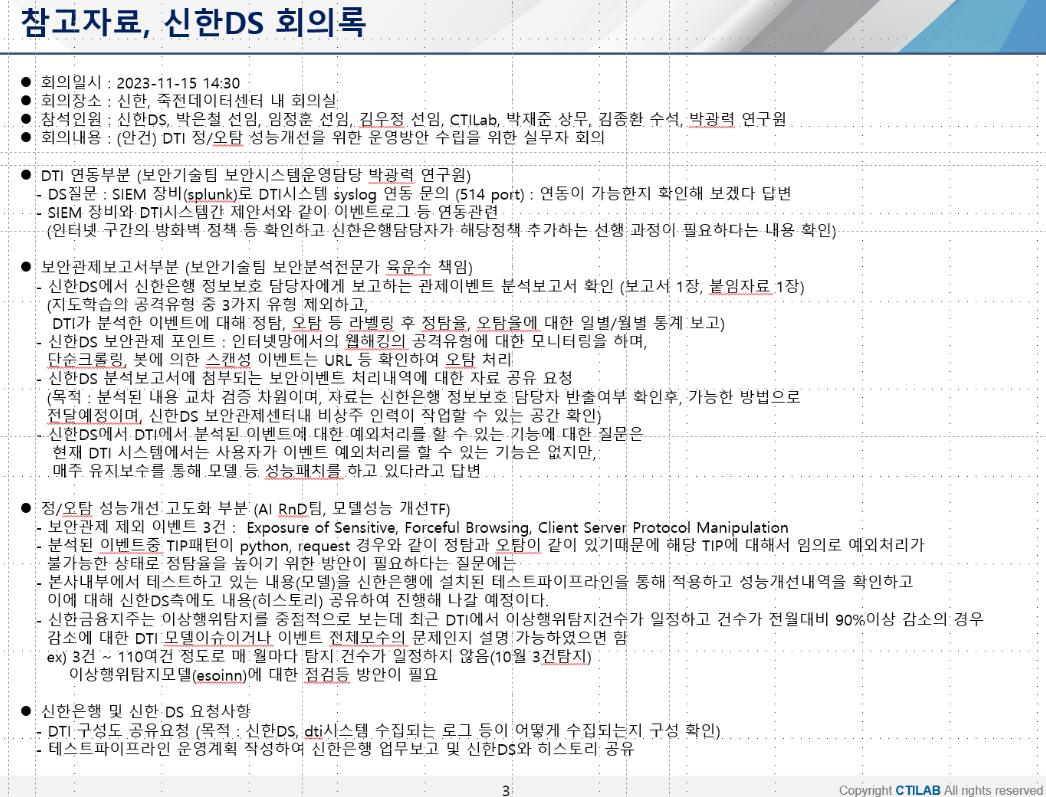 참고자료, 신한DS 회의록
● 회의일시 : 2023-11-15 14:30
● 회의장소 : 신한, 죽전데이터센터 내 회의실
● 참석인원 : 신한DS, 박은철 선임, 임정훈 선임, 김우정 선임, CTILab, 박재준 상무, 김종환 수석, 박광력 연구원
● 회의내용 : (안건) DTI 정/오탐 성능개선을 위한 운영방안 수립을 위한 실무자 회의
● DTI 연동부분 (보안기술팀 보안시스템운영담당 박광력 연구원)
- DS질문 : SIEM 장비(splunk)로 DTI시스템 syslog 연동 문의 (514 port) : 연동이 가능한지 확인해 보겠다 답변
- SIEM 장비와 DTI시스템간 제안서와 같이 이벤트로그 등 연동관련
(인터넷 구간의 방화벽 정책 등 확인하고 신한은행담당자가 해당정책 추가하는 선행 과정이 필요하다는 내용 확인)
● 보안관제보고서부분 (보안기술팀 보안분석전문가 육운수 책임)
- 신한DS에서 신한은행 정보보호 담당자에게 보고하는 관제이벤트 분석보고서 확인 (보고서 1장, 붙임자료 1장)
(지도학습의 공격유형 중 3가지 유형 제외하고,
DTI가 분석한 이벤트에 대해 정탐, 오탐 등 라벨링 후 정탐율, 오탐율에 대한 일별/월별 통계 보고)
- 신한DS 보안관제 포인트 : 인터넷망에서의 웹해킹의 공격유형에 대한 모니터링을 하며,
단순크롤링, 봇에 의한 스캔성 이벤트는 URL 등 확인하여 오탐 처리
- 신한DS 분석보고서에 첨부되는 보안이벤트 처리내역에 대한 자료 공유 요청
(목적 : 분석된 내용 교차 검증 차원이며, 자료는 신한은행 정보보호 담당자 반출여부 확인후, 가능한 방법으로
전달예정이며, 신한DS 보안관제센터내 비상주 인력이 작업할 수 있는 공간 확인)
- 신한DS에서 DTI에서 분석된 이벤트에 대한 예외처리를 할 수 있는 기능에 대한 질문은
현재 DTI 시스템에서는 사용자가 이벤트 예외처리를 할 수 있는 기능은 없지만,
매주 유지보수를 통해 모델 등 성능패치를 하고 있다라고 답변
● 정/오탐 성능개선 고도화 부분 (AI RnD팀, 모델성능 개선TF)
- 보안관제 제외 이벤트 3건 : Exposure of Sensitive, Forceful Browsing, Client Server Protocol Manipulation
- 분석된 이벤트중 TIP패턴이 python, request 경우와 같이 정탐과 오탐이 같이 있기때문에 해당 TIP에 대해서 임의로 예외처리가
불가능한 상태로 정탐율을 높이기 위한 방안이 필요하다는 질문에는
- 본사내부에서 테스트하고 있는 내용(모델)을 신한은행에 설치된 테스트파이프라인을 통해 적용하고 성능개선내역을 확인하고
이에 대해 신한DS측에도 내용(히스토리) 공유하여 진행해 나갈 예정이다.
- 신한금융지주는 이상행위탐지를 중점적으로 보는데 최근 DTI에서 이상행위탐지건수가 일정하고 건수가 전월대비 90%이상 감소의 경우
감소에 대한 DTI 모델이슈이거나 이벤트 전체모수의 문제인지 설명 가능하였으면 함
ex) 3건 ~ 110여건 정도로 매 월마다 탐지 건수가 일정하지 않음(10월 3건탐지)
이상행위탐지모델(esoinn)에 대한 점검등 방안이 필요
● 신한은행 및 신한 DS 요청사항
- DTI 구성도 공유요청 (목적 : 신한DS, dti시스템 수집되는 로그 등이 어떻게 수집되는지 구성 확인)
- 테스트파이프라인 운영계획 작성하여 신한은행 업무보고 및 신한DS와 히스토리 공유
3
Copyright CTILAB All rights reserved